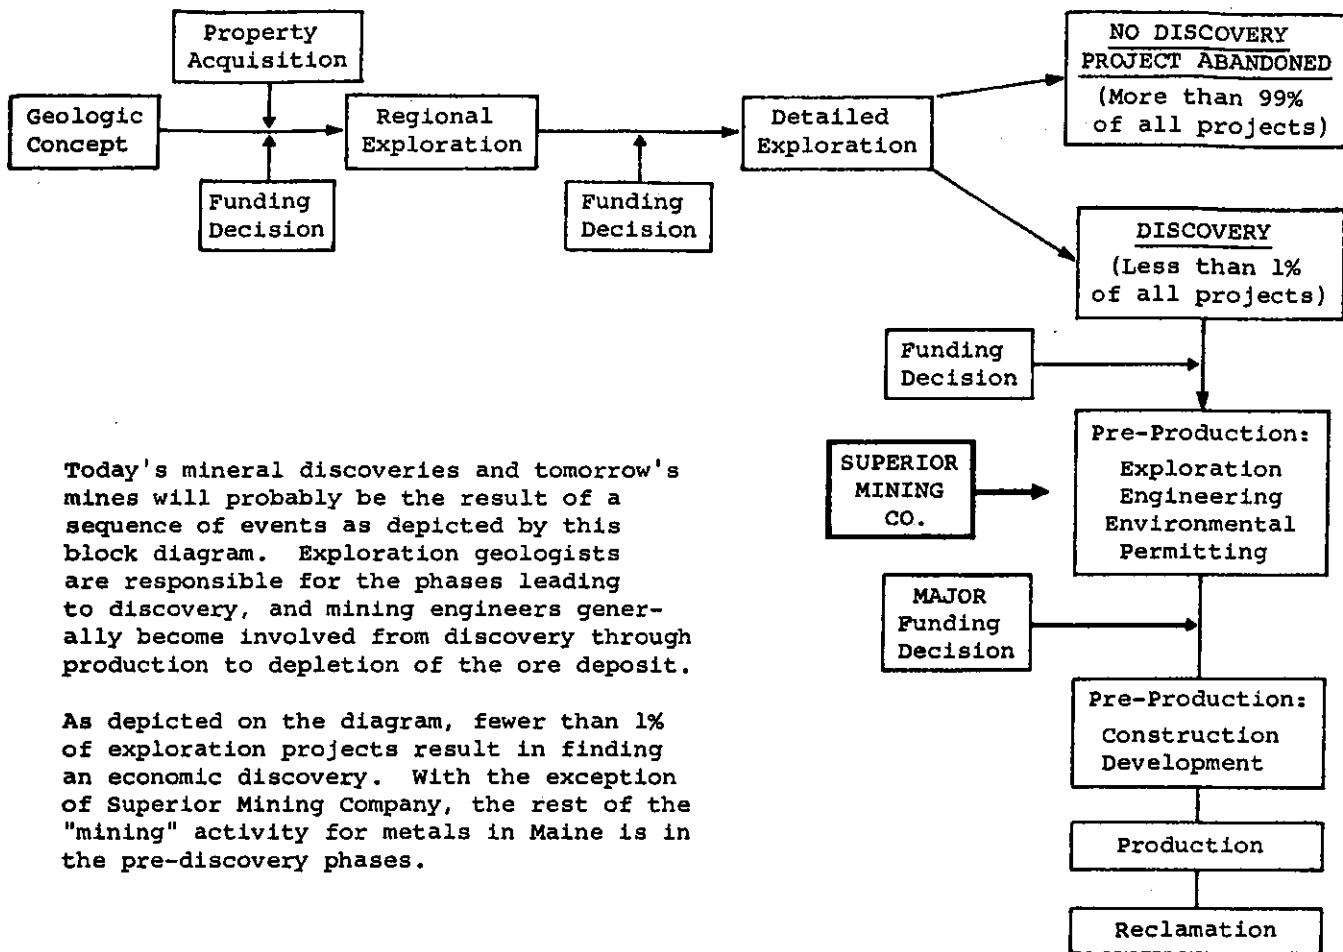 Property
Acquisition
Geologic
Concept
Funding
Decision
Regional
Exploration
Funding
Decision
Detailed
Exploration
NO DISCOVERY
PROJECT ABANDONED
(More than 99%
of all projects)
DISCOVERY
(Less than 1%
of all projects)
Funding
Decision
Pre-Production:
Exploration
Engineering
Environmental
Permitting
SUPERIOR
MINING
CO.
MAJOR
Funding
Decision
Pre-Production:
Construction
Development
Production
Reclamation
Today's mineral discoveries and tomorrow's
mines will probably be the result of a
sequence of events as depicted by this
block diagram. Exploration geologists
are responsible for the phases leading
to discovery, and mining engineers gener-
ally become involved from discovery through
production to depletion of the ore deposit.
As depicted on the diagram, fewer than 1%
of exploration projects result in finding
an economic discovery. With the exception
of Superior Mining Company, the rest of the
"mining" activity for metals in Maine is in
the pre-discovery phases.